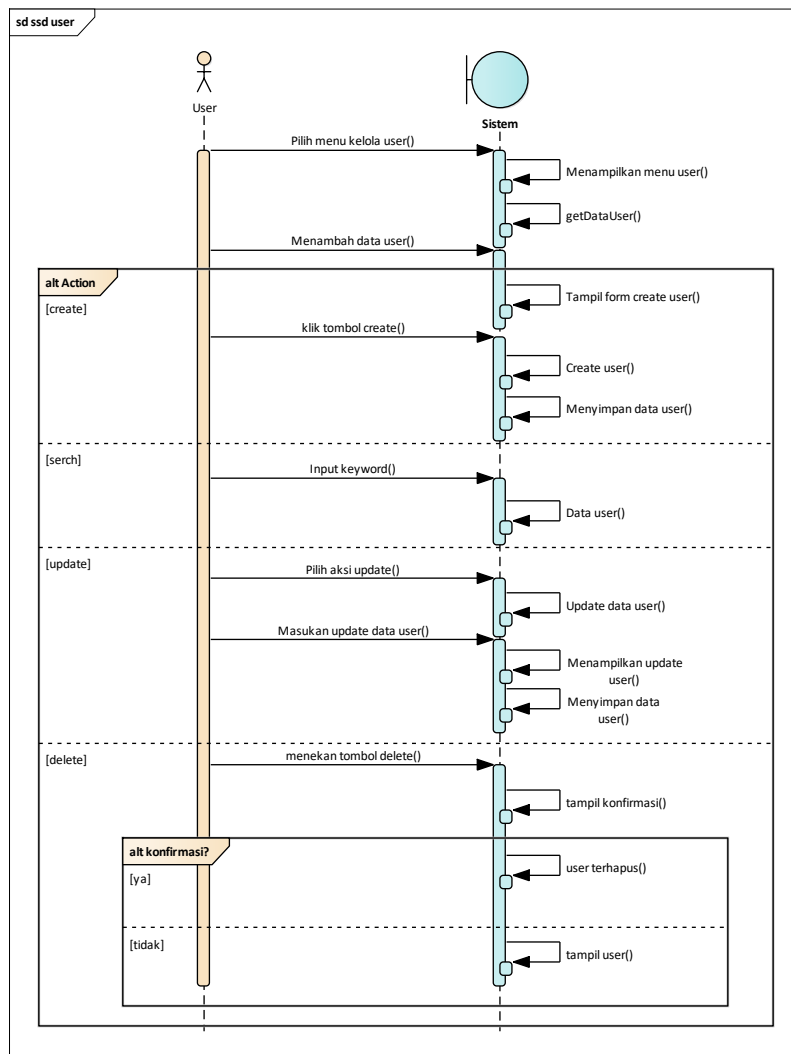 sd ssd user
User
Sistem
Pilih menu kelola user()
Menampilkan menu user()
getDataUser()
Menambah data user()
alt Action
[create]
Tampil form create user()
klik tombol create()
Create user()
Menyimpan data user()
[serch]
Input keyword()
Data user()
[update]
Pilih aksi update()
Update data user()
Masukan update data user()
Menampilkan update
user()
Menyimpan data
user()
[delete]
menekan tombol delete()
tampil konfirmasi()
alt konfirmasi?
[ya]
user terhapus()
[tidak]
tampil user()